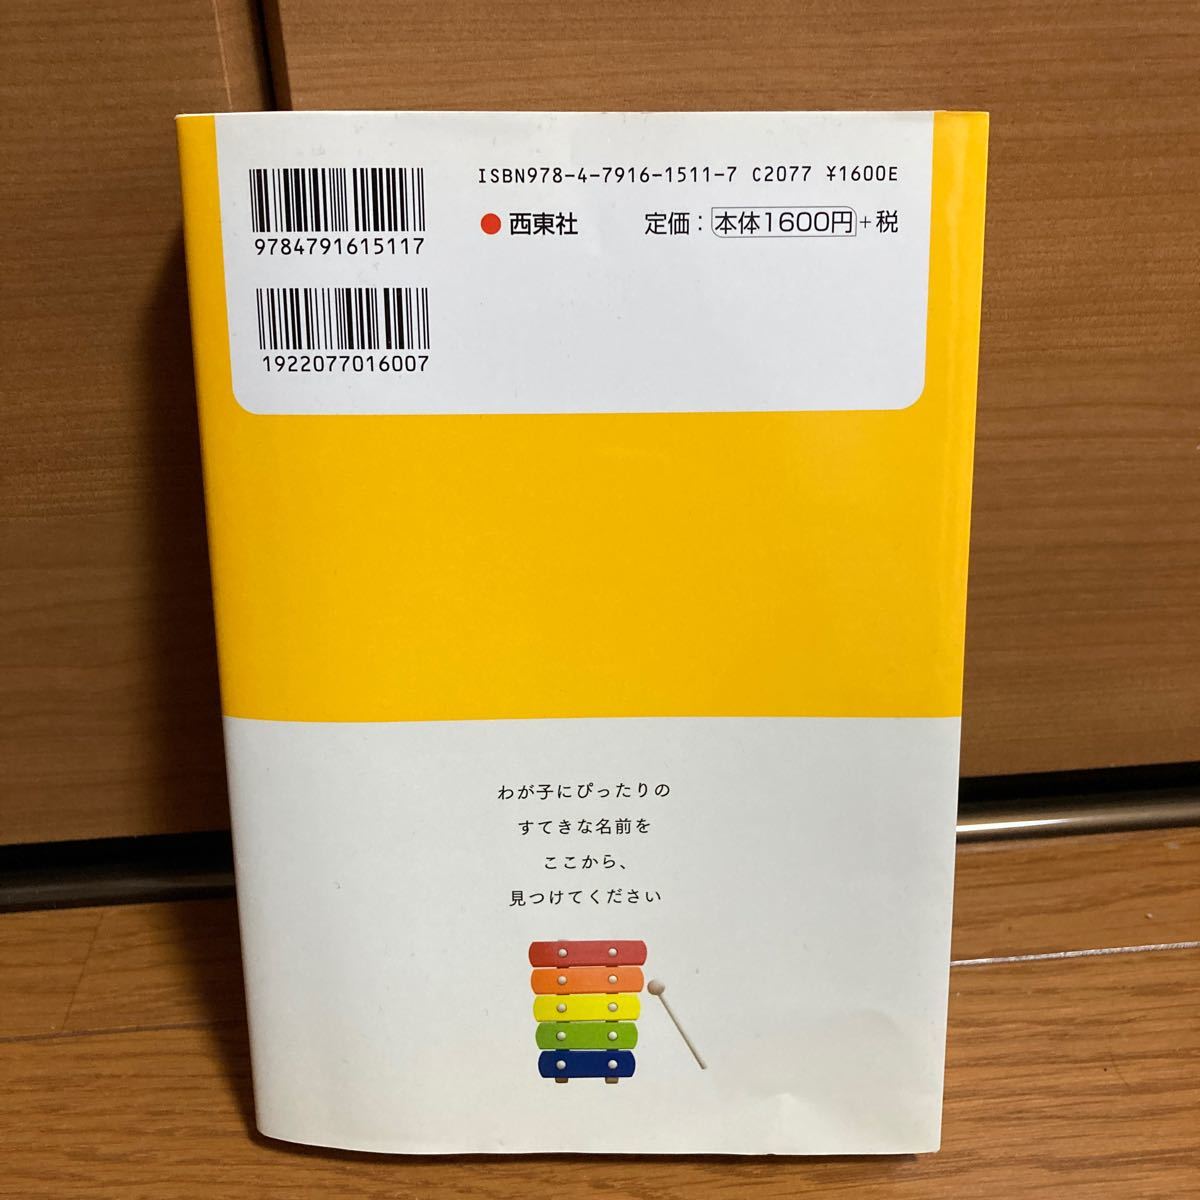 ISBN978-4-7916-1511-7 C2077 ¥1600E
9784791615117
西東社 定価：本体1600円+税
1922077016007
わが子にぴったりの
すてきな名前を
ここから、
見つけてください